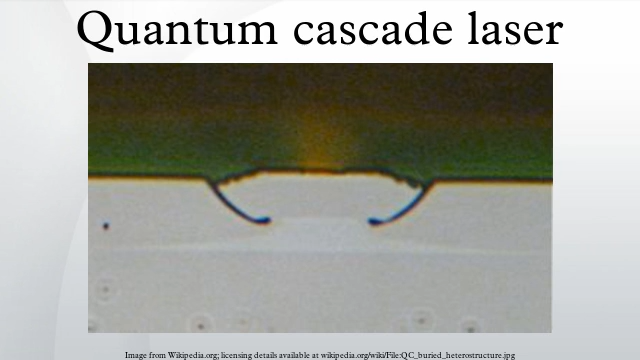 Quantum cascade laser
Image from Wikipedia.org; licensing details available at wikipedia.org/wiki/File:QC_buried_heterostructure.jpg